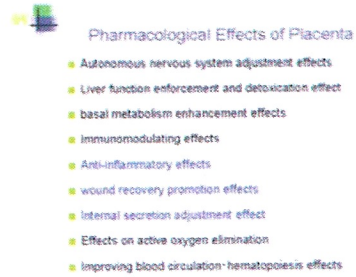 Pharmacological Effects of Placenta
Autonomous nervous system adjustment effects
Liver function enforcement and detoxication effect
basal metabolism enhancement effects
Immunomodulating effects
Anti-inflammatory effects
wound recovery promotion effects
Internal secretion adjustment effect
Effects on active oxygen elimination
Improving blood circulation·hematopoiesis effects